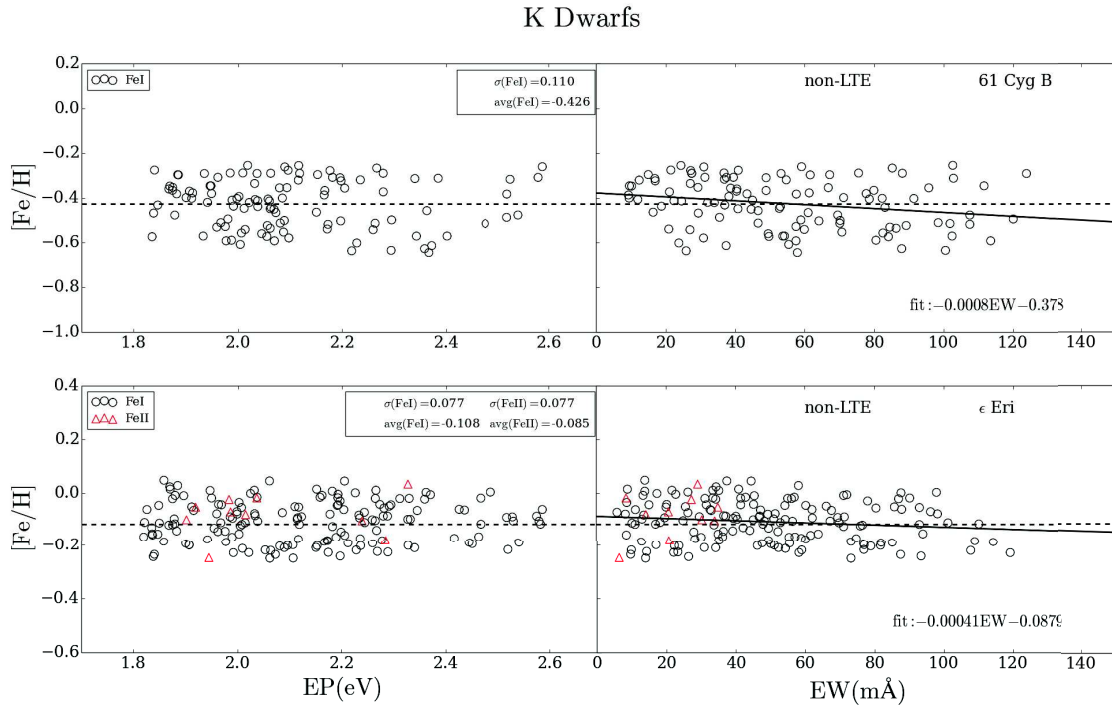 K Dwarfs
FeI
σ(FeI)=0.110
avg(FeI)=-0.426
non-LTE 61 Cyg B
fit:−0.0008EW−0.378
[Fe/H]
0.2
0.0
−0.2
−0.4
−0.6
−0.8
−1.0
1.8 2.0 2.2 2.4 2.6 0 20 40 60 80 100 120 140
FeI
FeII
σ(FeI)=0.077 σ(FeII)=0.077
avg(FeI)=-0.108 avg(FeII)=-0.085
non-LTE ϵ Eri
fit:−0.00041EW−0.0879
[Fe/H]
0.4
0.2
0.0
−0.2
−0.4
−0.6
1.8 2.0 2.2 2.4 2.6 0 20 40 60 80 100 120 140
EP(eV) EW(mÅ)